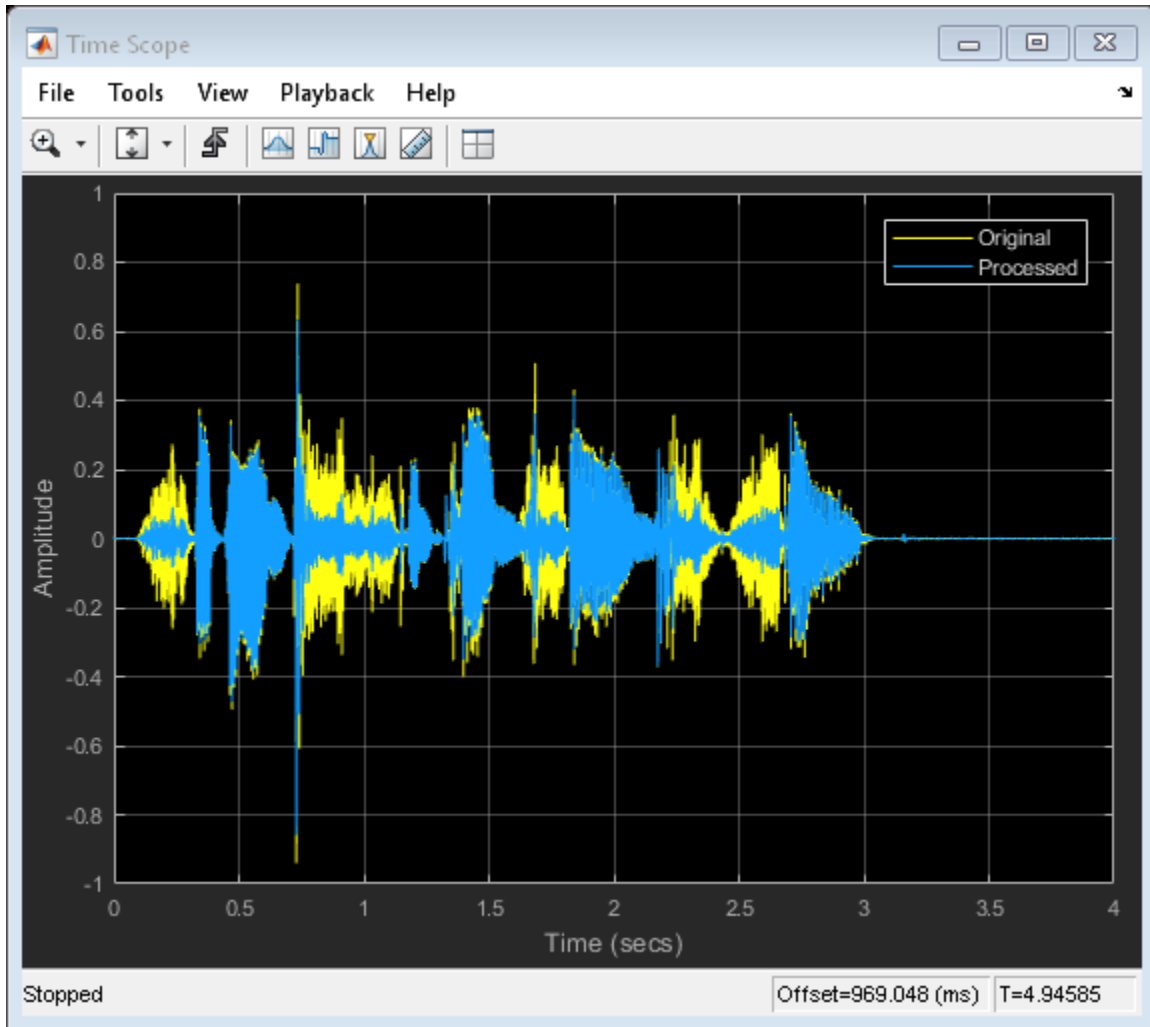 Time Scope
File Tools View Playback Help
1
0.8
0.6
0.4
0.2
0
-0.2
-0.4
-0.6
-0.8
-1
Amplitude
Original
Processed
0 0.5 1 1.5 2 2.5 3 3.5 4
Time (secs)
Stopped Offset=969.048 (ms) T=4.94585